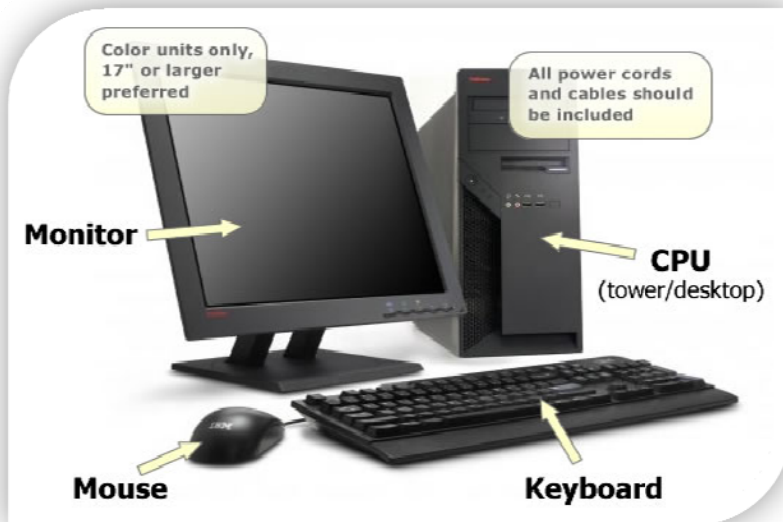 Color units only,
17" or larger
preferred
All power cords
and cables should
be included
Monitor
CPU
(tower/desktop)
IBM
Mouse
Keyboard